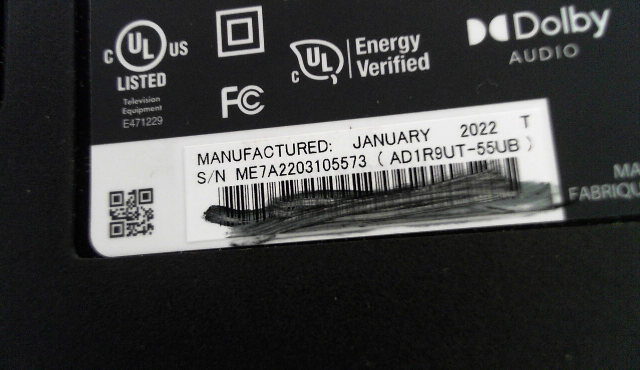 C UL US
LISTED
Television
Equipment
E471229
FC
C UL
Energy
Verified
Dolby
AUDIO
MANUFACTURED: JANUARY 2022 T
S/N ME7A2203105573 ( AD1R9UT-55UB )
MA
FABRIQU